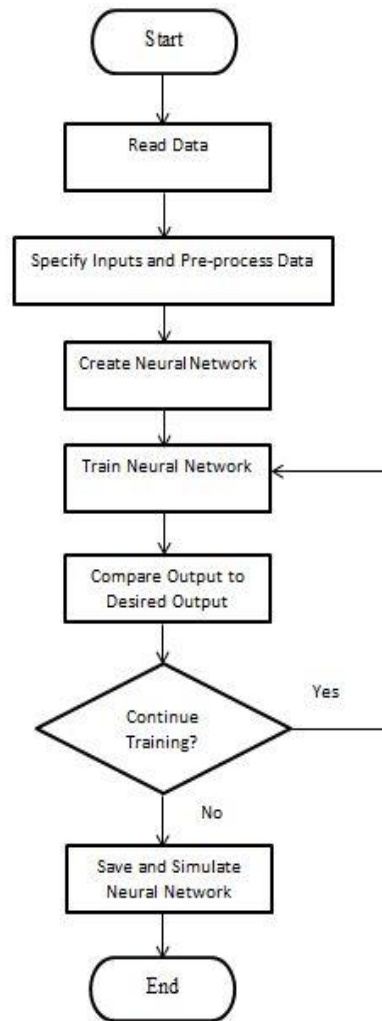 Start
Read Data
Specify Inputs and Pre-process Data
Create Neural Network
Train Neural Network
Compare Output to
Desired Output
Continue
Training?
Yes
No
Save and Simulate
Neural Network
End